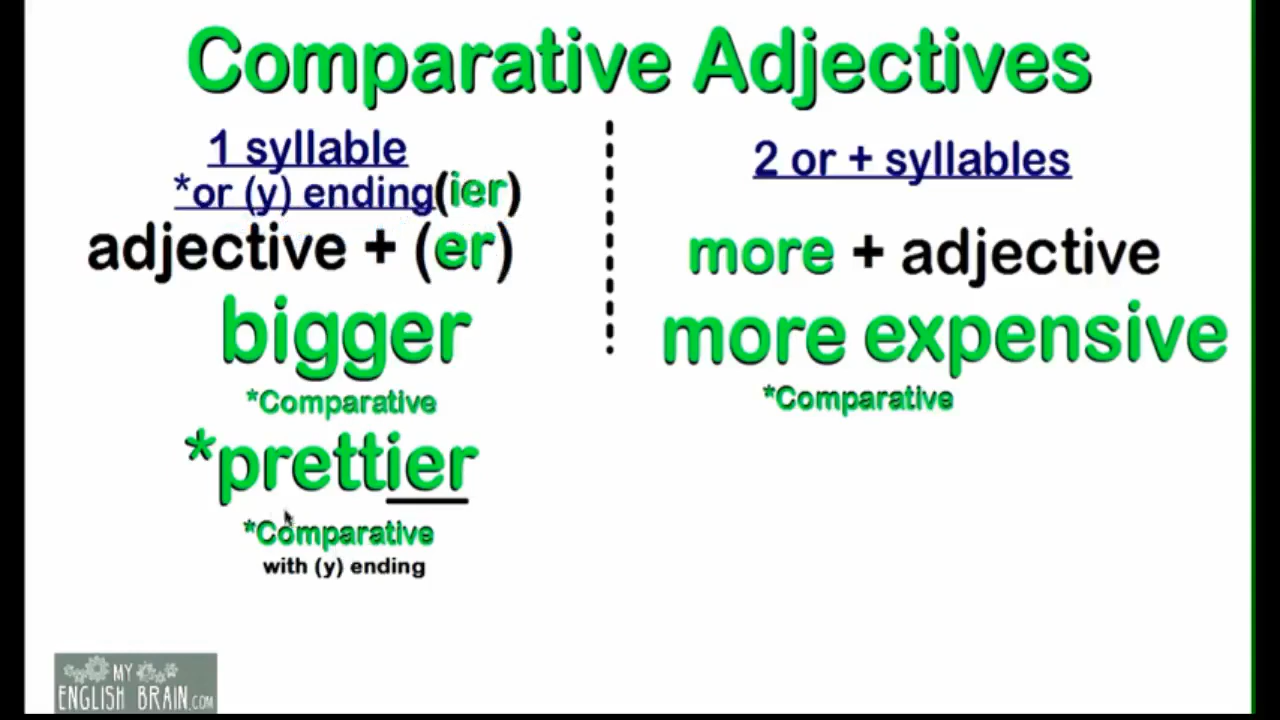 Comparative Adjectives
1 syllable
*or (y) ending(ier)
adjective + (er)
bigger
*Comparative
*prettier
*Comparative
with (y) ending
2 or + syllables
more + adjective
more expensive
*Comparative
MY
ENGLISH BRAIN.COM